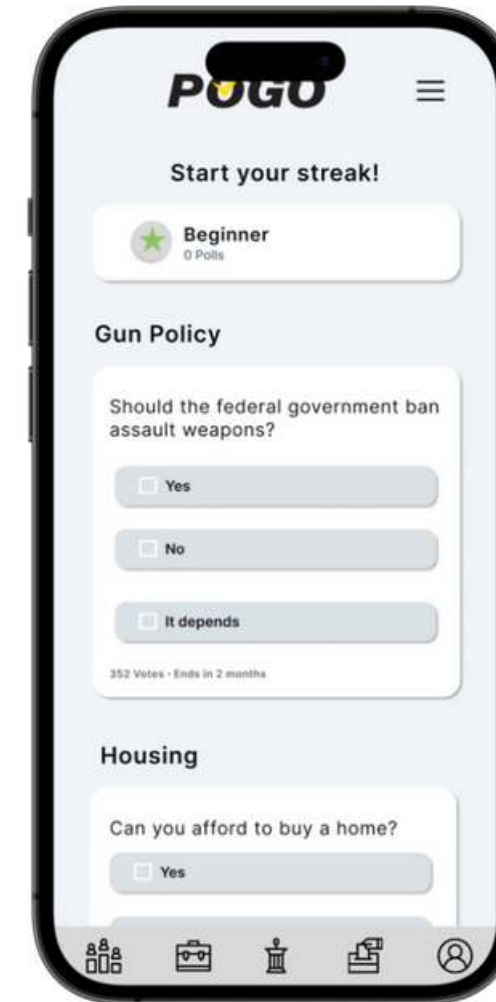 POGO
Start your streak!
Beginner
0 Polls
Gun Policy
Should the federal government ban
assault weapons?
Yes
No
It depends
352 Votes • Ends in 2 months
Housing
Can you afford to buy a home?
Yes